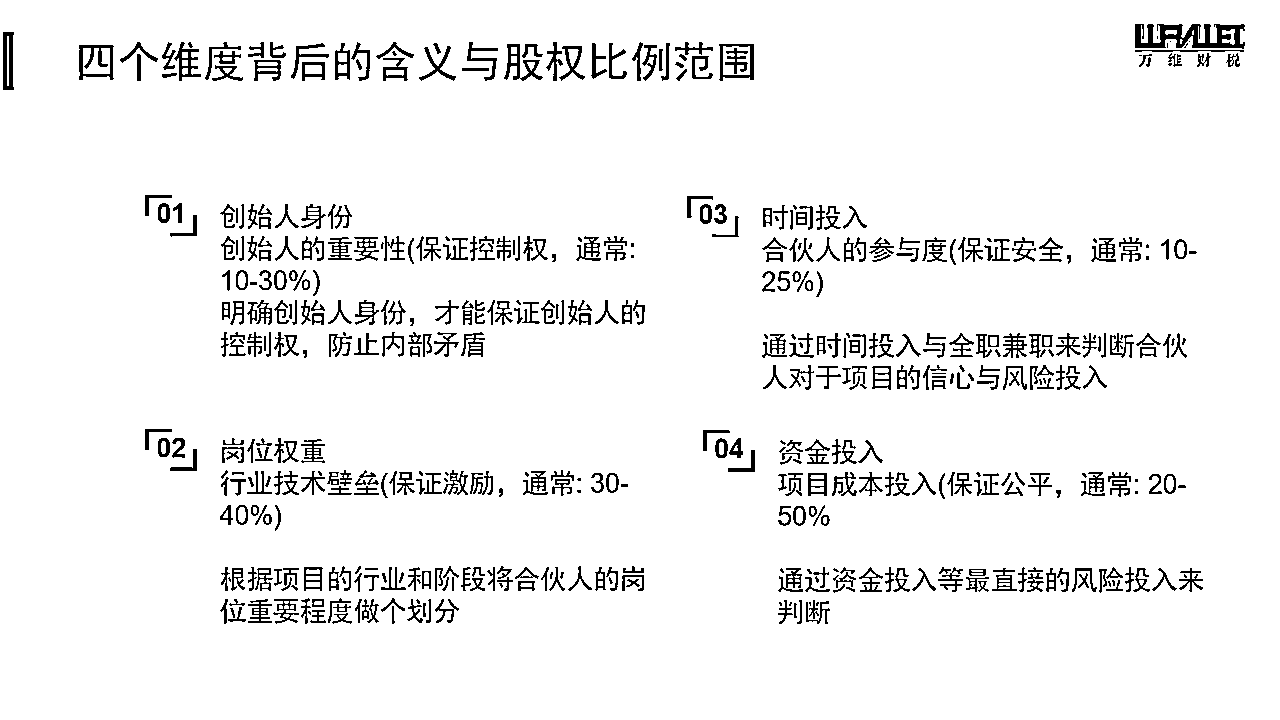 四个维度背后的含义与股权比例范围
万维财税
01
创始人身份
创始人的重要性(保证控制权，通常:
10-30%)
明确创始人身份，才能保证创始人的
控制权，防止内部矛盾
02
岗位权重
行业技术壁垒(保证激励，通常: 30-
40%)
根据项目的行业和阶段将合伙人的岗
位重要程度做个划分
03
时间投入
合伙人的参与度(保证安全，通常: 10-
25%)
通过时间投入与全职兼职来判断合伙
人对于项目的信心与风险投入
04
资金投入
项目成本投入(保证公平，通常: 20-
50%
通过资金投入等最直接的风险投入来
判断